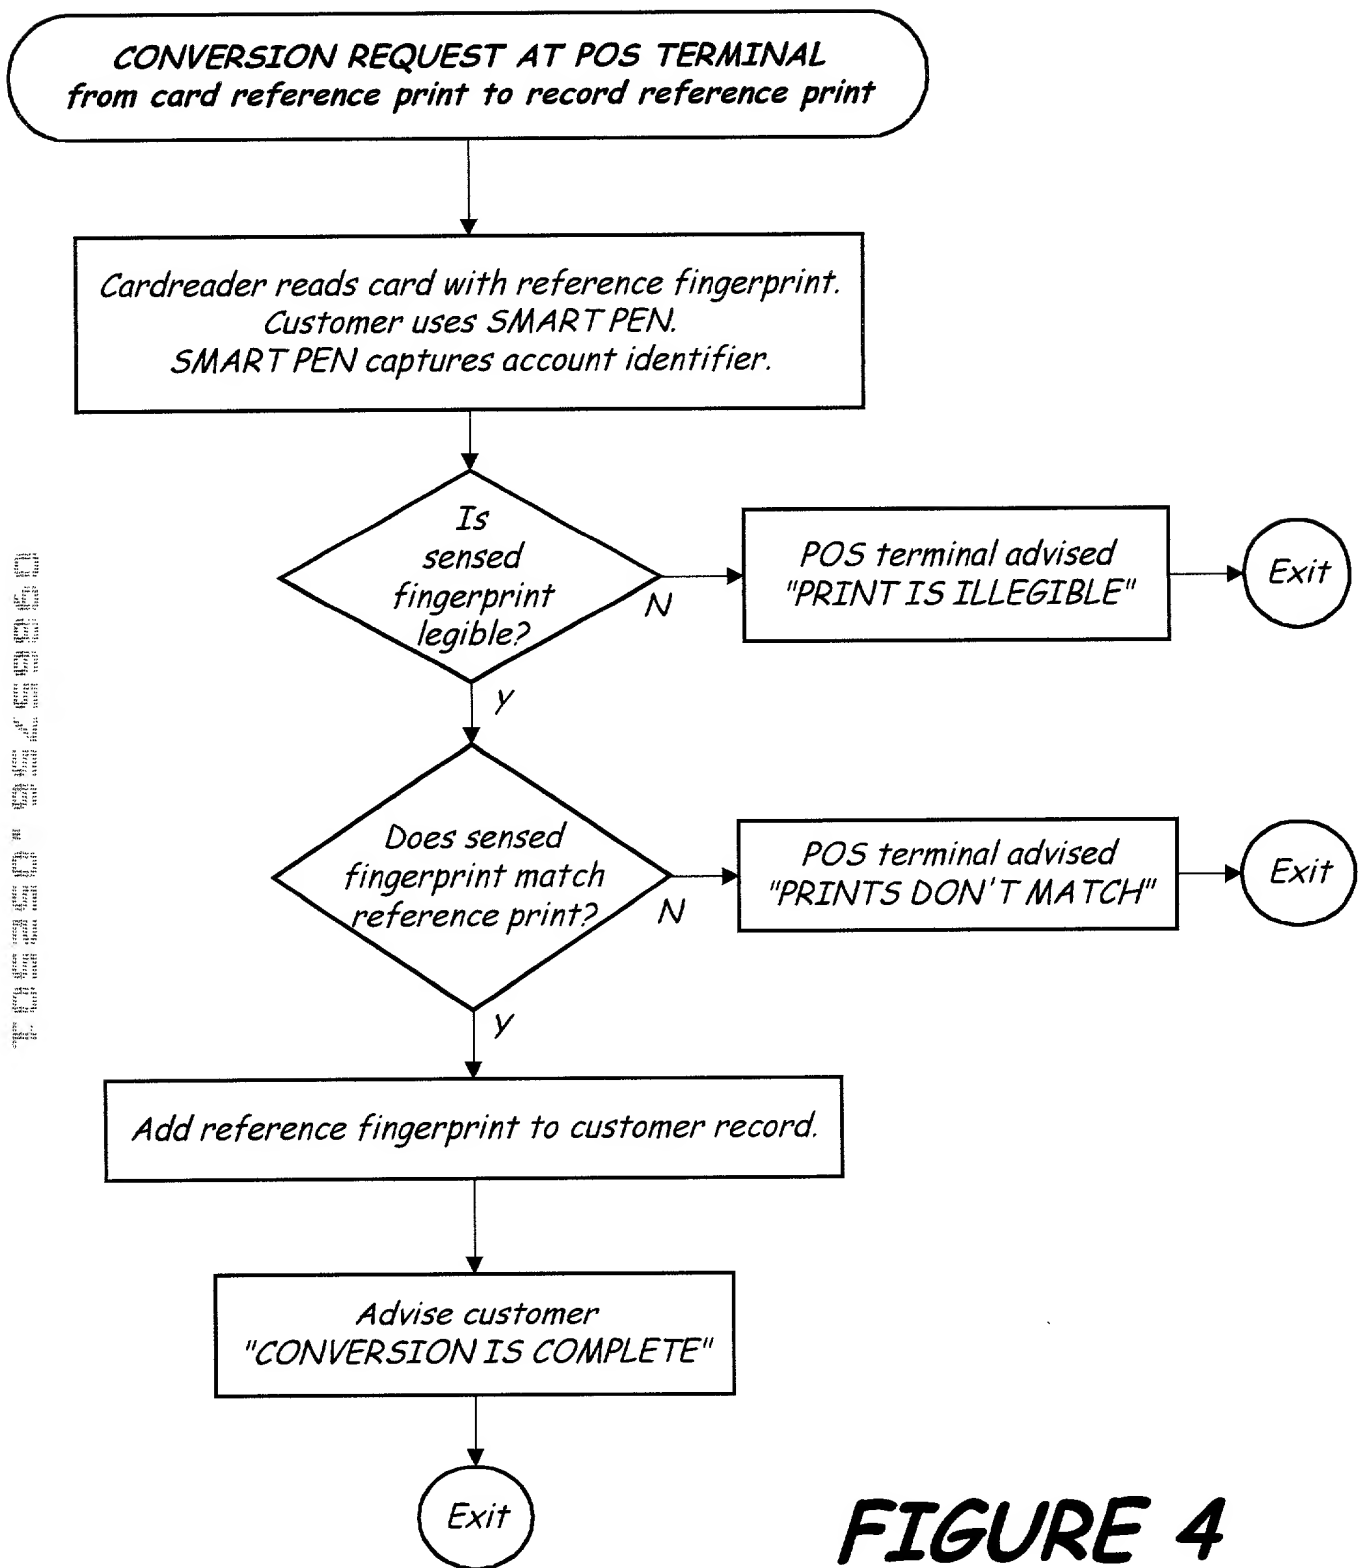 CONVERSION REQUEST AT POS TERMINAL
from card reference print to record reference print
Cardreader reads card with reference fingerprint.
Customer uses SMART PEN.
SMART PEN captures account identifier.
Is
sensed
fingerprint
legible?
N
POS terminal advised
"PRINT IS ILLEGIBLE"
Exit
y
Does sensed
fingerprint match
reference print?
N
POS terminal advised
"PRINTS DON'T MATCH"
Exit
y
Add reference fingerprint to customer record.
Advise customer
"CONVERSION IS COMPLETE"
Exit
FIGURE 4